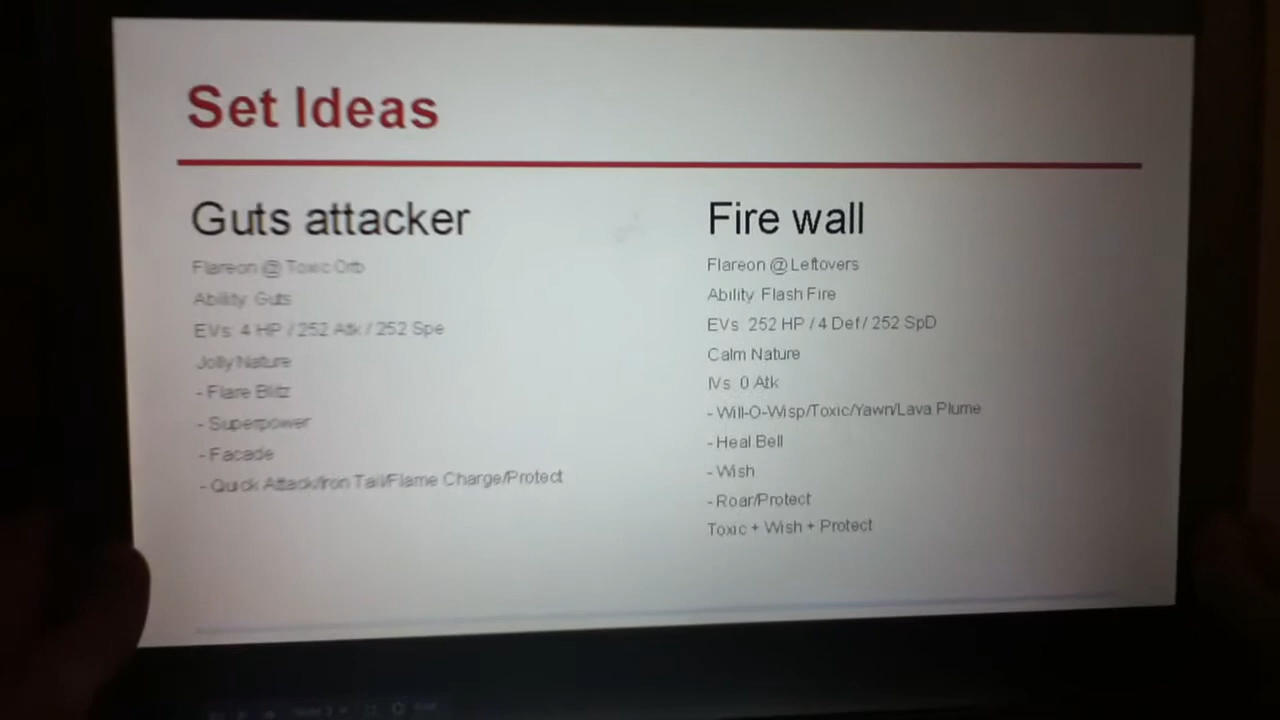 Set Ideas
Guts attacker
Flareon @ Toxic Orb
Ability Guts
EVs 4 HP / 252 Atk / 252 Spe
Jolly Nature
- Flare Blitz
- Superpower
- Facade
- Quick Attack/Iron Tail/Flame Charge/Protect
Fire wall
Flareon @ Leftovers
Ability Flash Fire
EVs 252 HP / 4 Def / 252 SpD
Calm Nature
IVs 0 Atk
- Will-O-Wisp/Toxic/Yawn/Lava Plume
- Heal Bell
- Wish
- Roar/Protect
Toxic + Wish + Protect